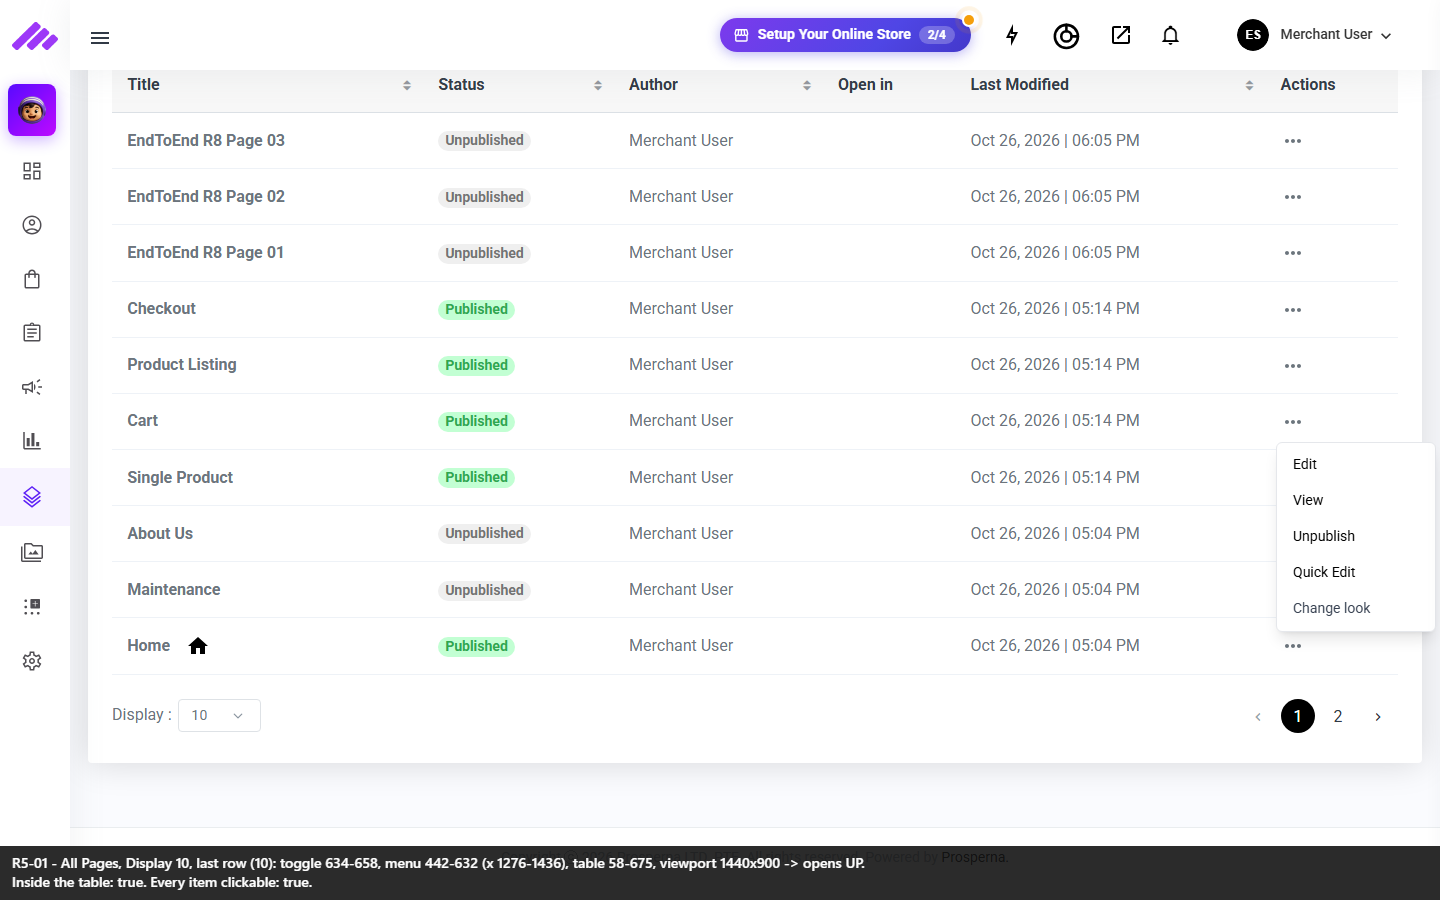 Setup Your Online Store 2/4
ES Merchant User
Title Status Author Open in Last Modified Actions
EndToEnd R8 Page 03 Unpublished Merchant User Oct 26, 2026 | 06:05 PM
EndToEnd R8 Page 02 Unpublished Merchant User Oct 26, 2026 | 06:05 PM
EndToEnd R8 Page 01 Unpublished Merchant User Oct 26, 2026 | 06:05 PM
Checkout Published Merchant User Oct 26, 2026 | 05:14 PM
Product Listing Published Merchant User Oct 26, 2026 | 05:14 PM
Cart Published Merchant User Oct 26, 2026 | 05:14 PM
Edit
Single Product Published Merchant User Oct 26, 2026 | 05:14 PM
View
About Us Unpublished Merchant User Oct 26, 2026 | 05:04 PM
Unpublish
Quick Edit
Maintenance Unpublished Merchant User Oct 26, 2026 | 05:04 PM
Change look
Home Published Merchant User Oct 26, 2026 | 05:04 PM
Display : 10
1 2
Powered by Prosperna.
R5-01 - All Pages, Display 10, last row (10): toggle 634-658, menu 442-632 (x 1276-1436), table 58-675, viewport 1440x900 -> opens UP.
Inside the table: true. Every item clickable: true.